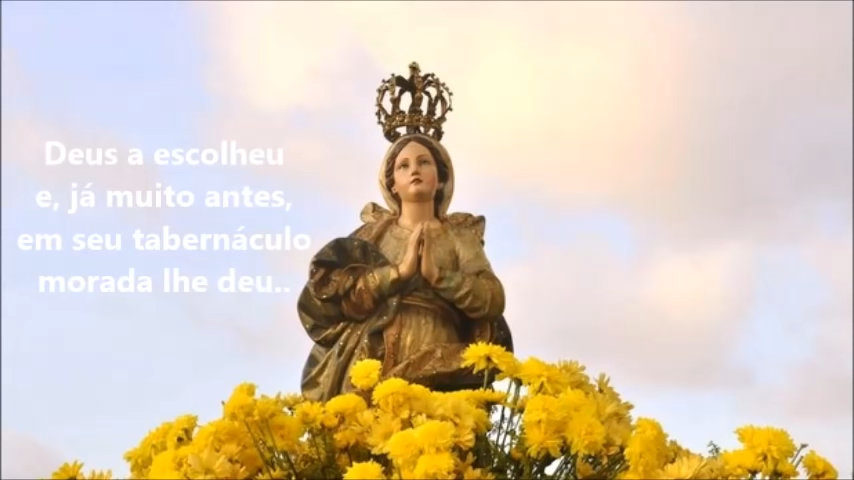 Deus a escolheu
e, já muito antes,
em seu tabernáculo
morada lhe deu..